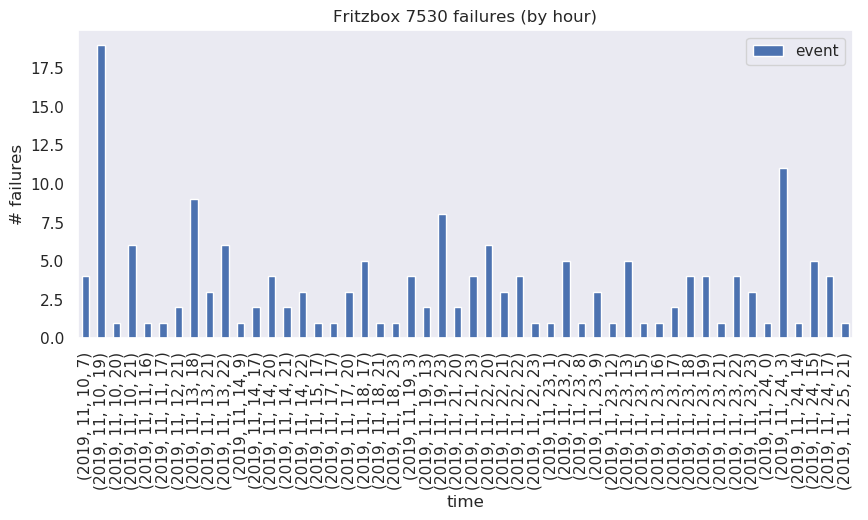 Fritzbox 7530 failures (by hour)
event
# failures
17.5
15.0
12.5
10.0
7.5
5.0
2.5
0.0
(2019, 11, 10, 7)
(2019, 11, 10, 19)
(2019, 11, 10, 20)
(2019, 11, 10, 21)
(2019, 11, 11, 16)
(2019, 11, 11, 17)
(2019, 11, 12, 21)
(2019, 11, 13, 18)
(2019, 11, 13, 21)
(2019, 11, 13, 22)
(2019, 11, 14, 9)
(2019, 11, 14, 17)
(2019, 11, 14, 20)
(2019, 11, 14, 21)
(2019, 11, 14, 22)
(2019, 11, 15, 17)
(2019, 11, 17, 17)
(2019, 11, 17, 20)
(2019, 11, 18, 17)
(2019, 11, 18, 21)
(2019, 11, 18, 23)
(2019, 11, 19, 3)
(2019, 11, 19, 13)
(2019, 11, 19, 23)
(2019, 11, 21, 20)
(2019, 11, 21, 23)
(2019, 11, 22, 20)
(2019, 11, 22, 21)
(2019, 11, 22, 22)
(2019, 11, 22, 23)
(2019, 11, 23, 1)
(2019, 11, 23, 2)
(2019, 11, 23, 8)
(2019, 11, 23, 9)
(2019, 11, 23, 12)
(2019, 11, 23, 13)
(2019, 11, 23, 15)
(2019, 11, 23, 16)
(2019, 11, 23, 17)
(2019, 11, 23, 18)
(2019, 11, 23, 19)
(2019, 11, 23, 21)
(2019, 11, 23, 22)
(2019, 11, 23, 23)
(2019, 11, 24, 0)
(2019, 11, 24, 3)
(2019, 11, 24, 14)
(2019, 11, 24, 15)
(2019, 11, 24, 17)
(2019, 11, 25, 21)
time